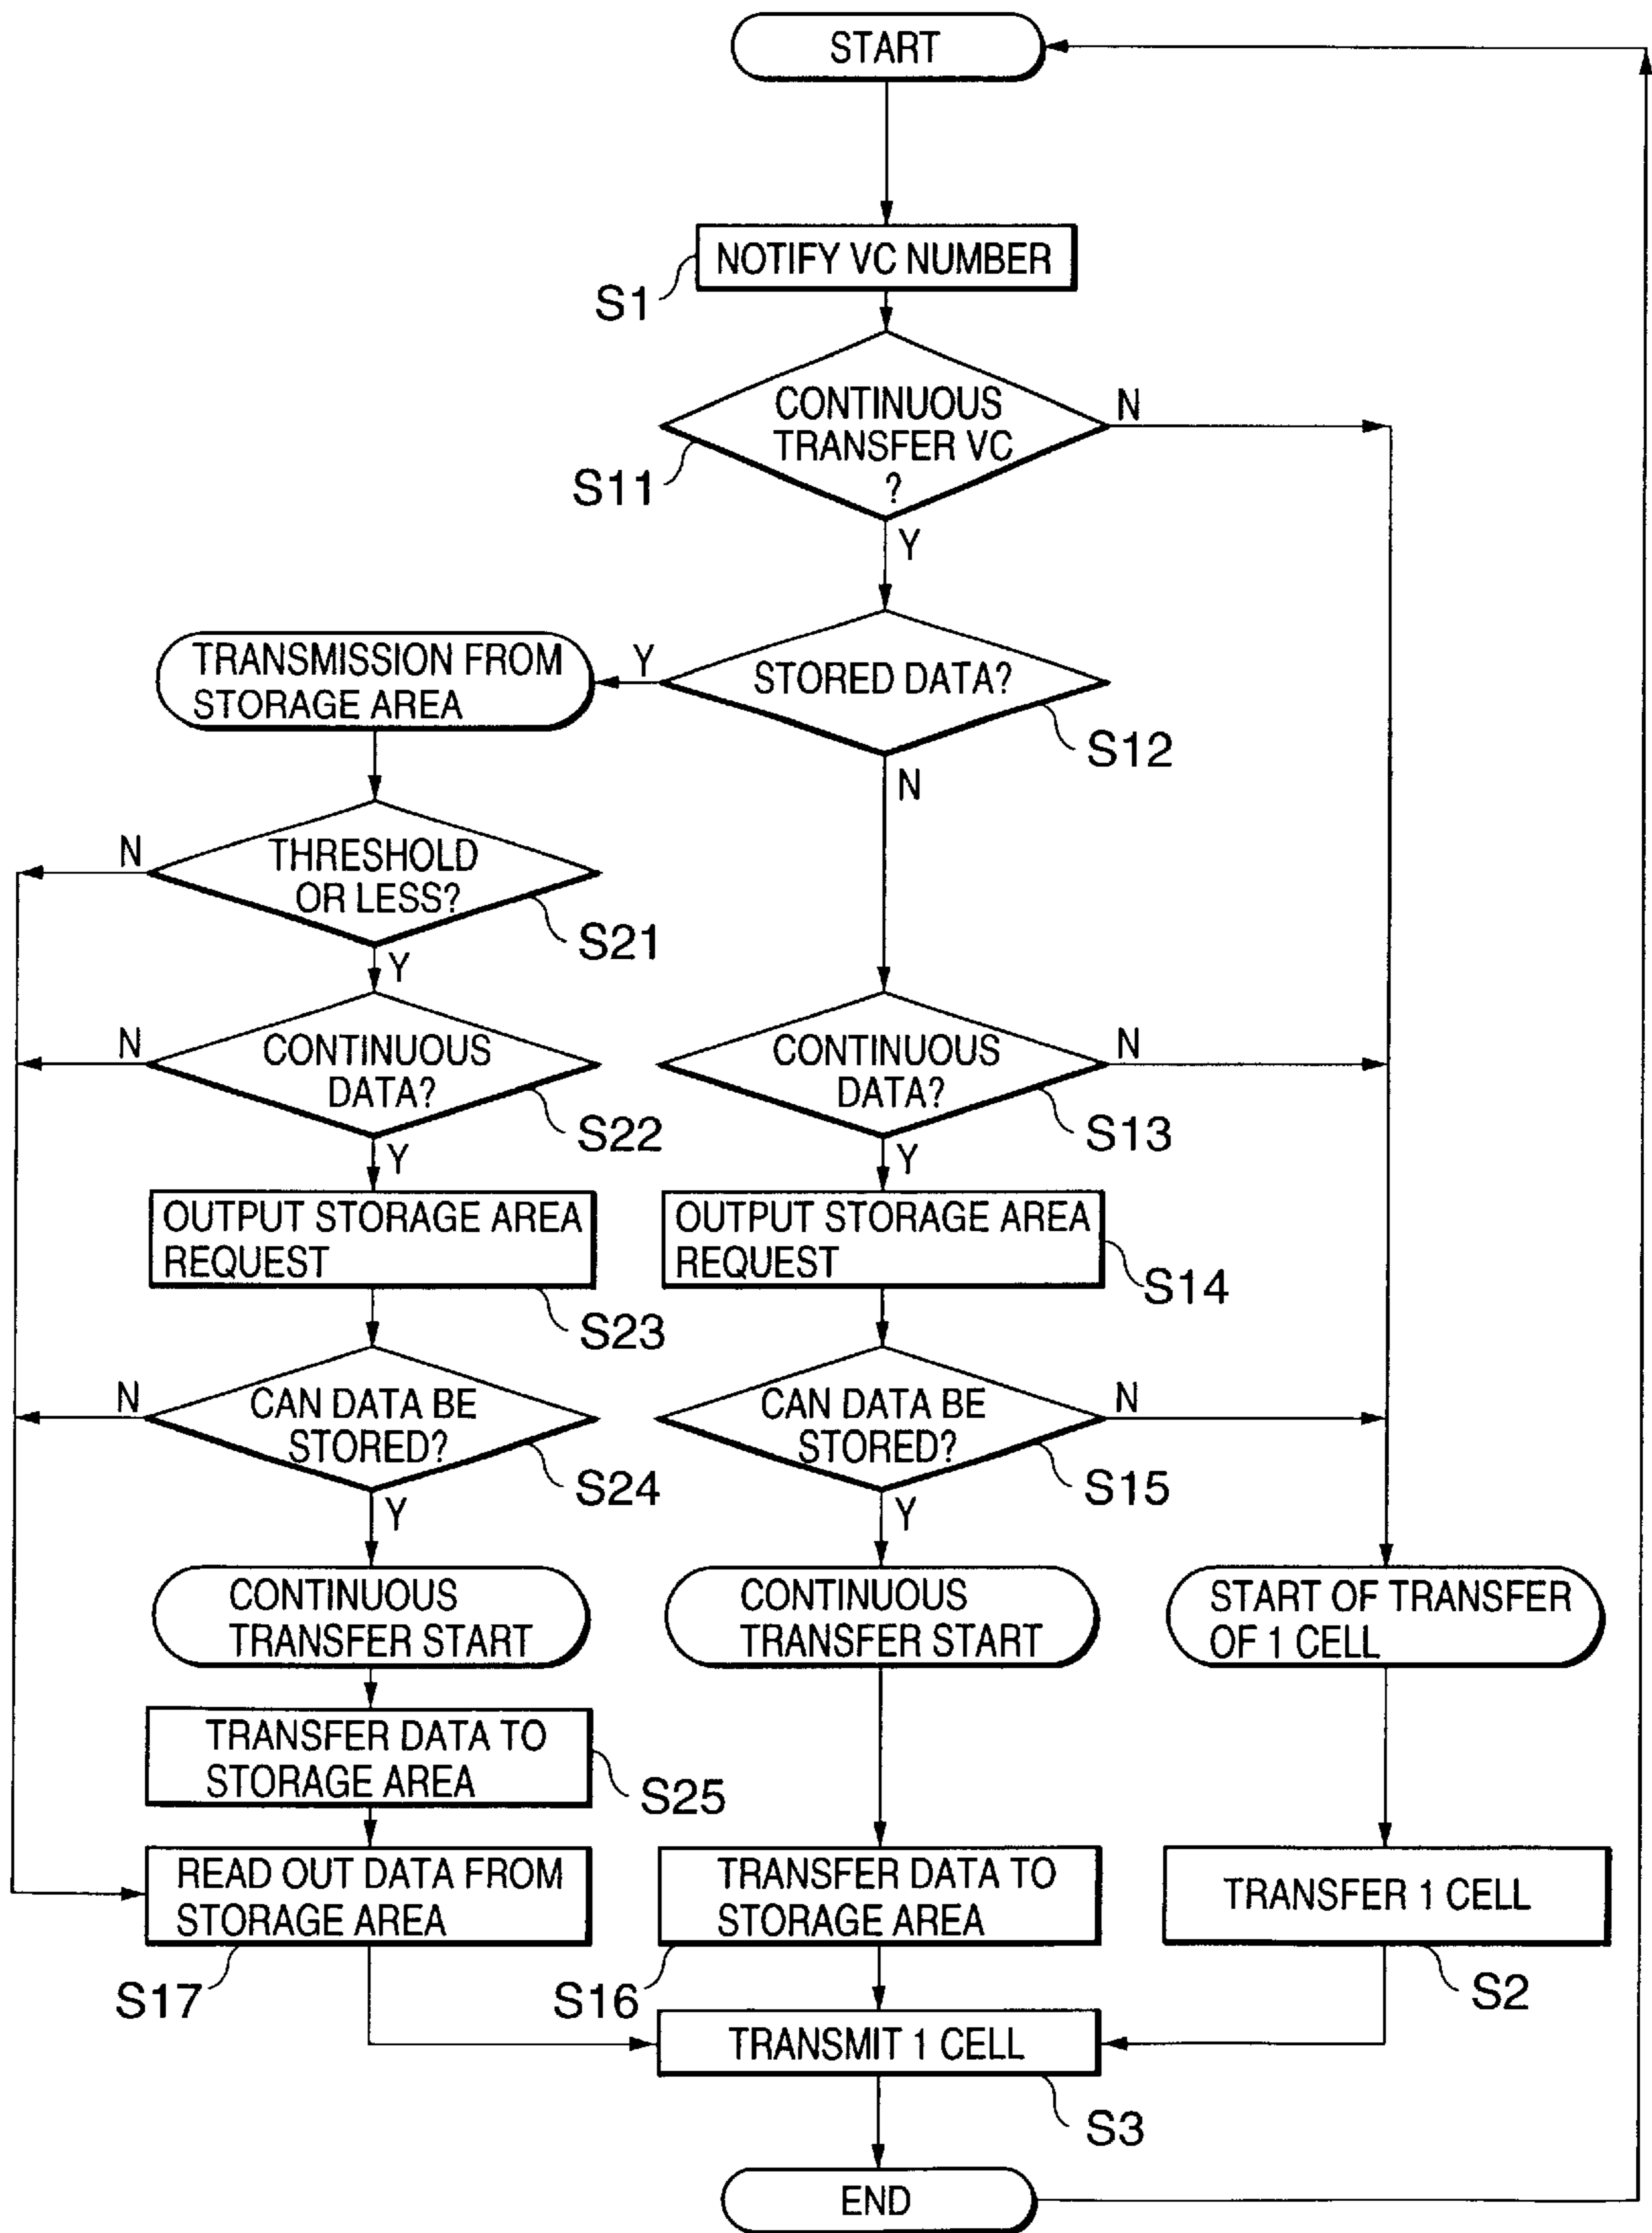 START
NOTIFY VC NUMBER
S1
CONTINUOUS
TRANSFER VC
?
N
S11
Y
TRANSMISSION FROM
STORAGE AREA
Y
STORED DATA?
S12
N
N
THRESHOLD
OR LESS?
S21
Y
N
CONTINUOUS
DATA?
S22
Y
CONTINUOUS
DATA?
N
S13
Y
OUTPUT STORAGE AREA
REQUEST
S23
OUTPUT STORAGE AREA
REQUEST
S14
N
CAN DATA BE
STORED?
S24
Y
CAN DATA BE
STORED?
N
S15
Y
CONTINUOUS
TRANSFER START
CONTINUOUS
TRANSFER START
START OF TRANSFER
OF 1 CELL
TRANSFER DATA TO
STORAGE AREA
S25
READ OUT DATA FROM
STORAGE AREA
S17
TRANSFER DATA TO
STORAGE AREA
S16
TRANSFER 1 CELL
S2
TRANSMIT 1 CELL
S3
END